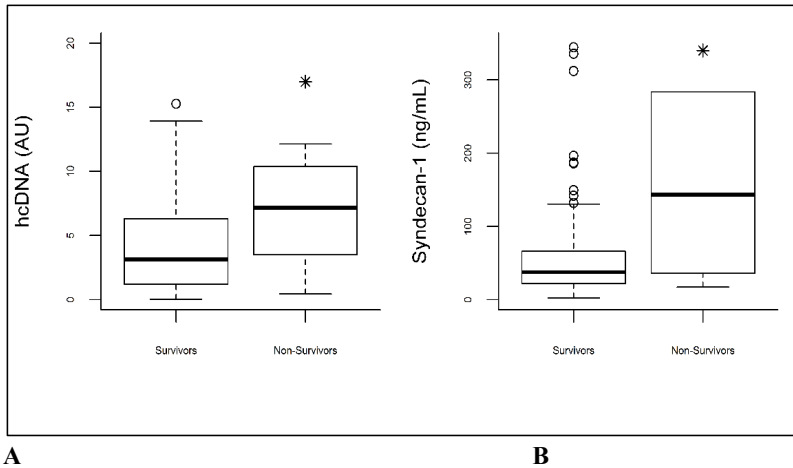 hcDNA (AU)
20
15
10
5
0
*
Survivors
Non-Survivors
Syndecan-1 (ng/mL)
300
200
100
0
*
Survivors
Non-Survivors
A
B